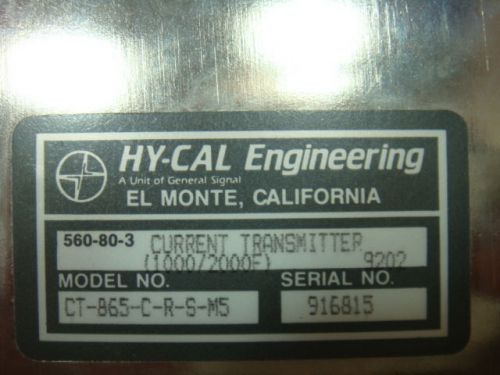 HY-CAL Engineering
A Unit of General Signal
EL MONTE, CALIFORNIA
560-80-3 CURRENT TRANSMITTER
(1000/2000F) 9202
MODEL NO. SERIAL NO.
CT-865-C-R-S-M5 916815